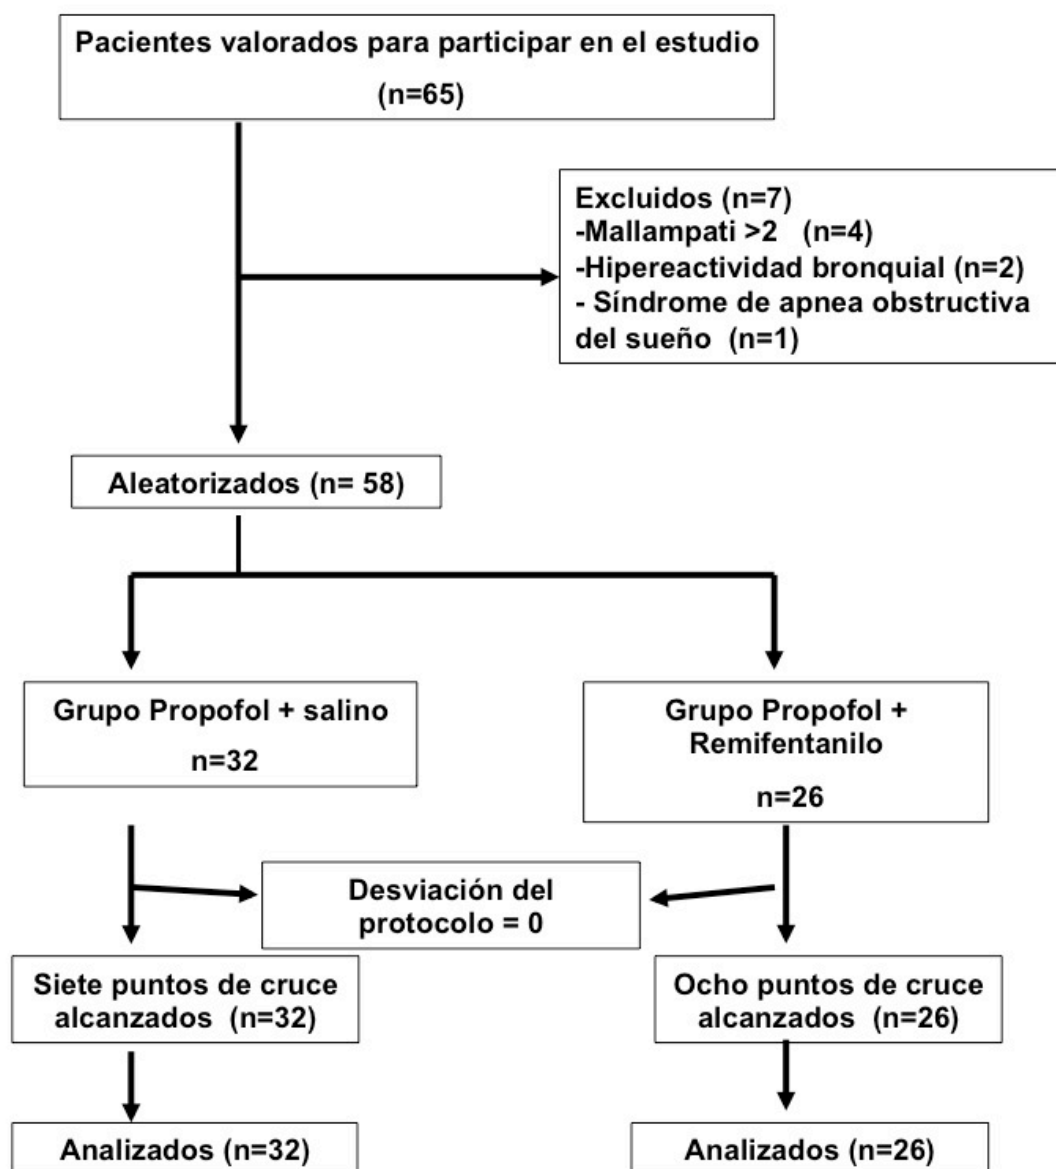 Pacientes valorados para participar en el estudio
(n=65)
Excluidos (n=7)
-Mallampati >2 (n=4)
-Hipereactividad bronquial (n=2)
- Síndrome de apnea obstructiva
del sueño (n=1)
Aleatorizados (n= 58)
Grupo Propofol + salino
n=32
Grupo Propofol +
Remifentanilo
n=26
Desviación del
protocolo = 0
Siete puntos de cruce
alcanzados (n=32)
Ocho puntos de cruce
alcanzados (n=26)
Analizados (n=32)
Analizados (n=26)